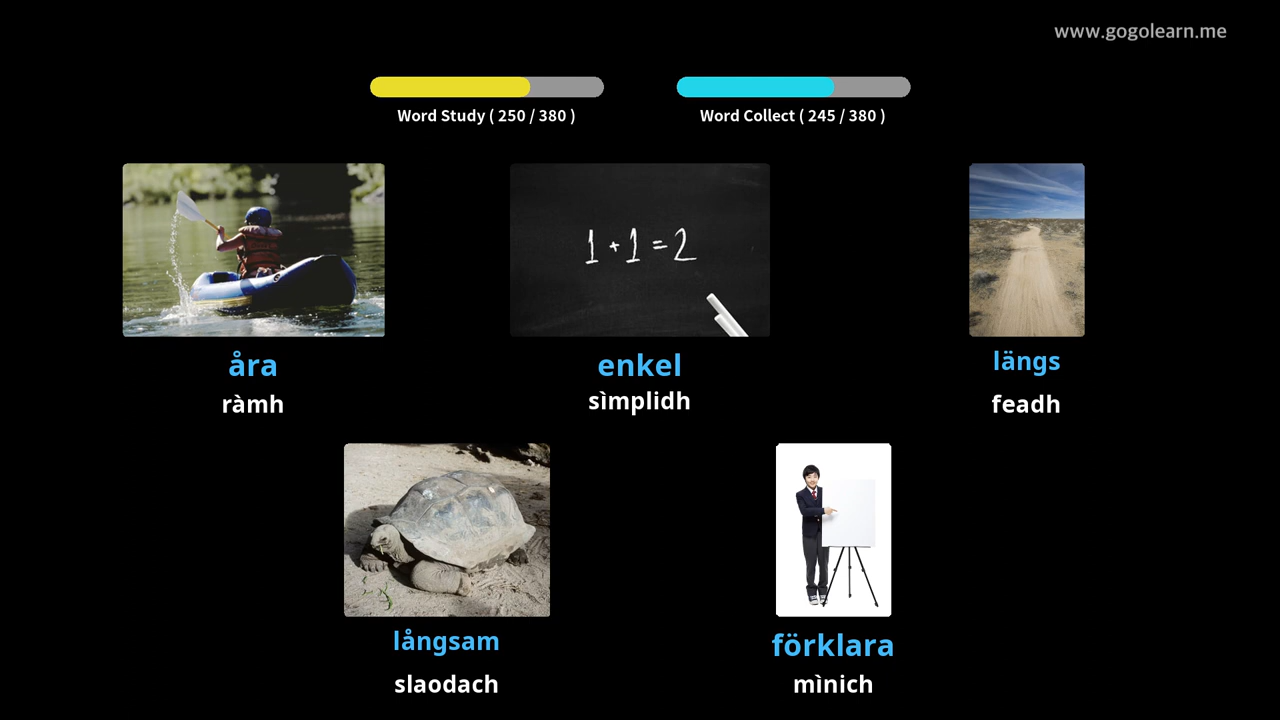 www.gogolearn.me
Word Study ( 250 / 380 )
Word Collect ( 245 / 380 )
1 + 1 = 2
åra
ràmh
enkel
sìmplidh
längs
feadh
långsam
slaodach
förklara
mìnich